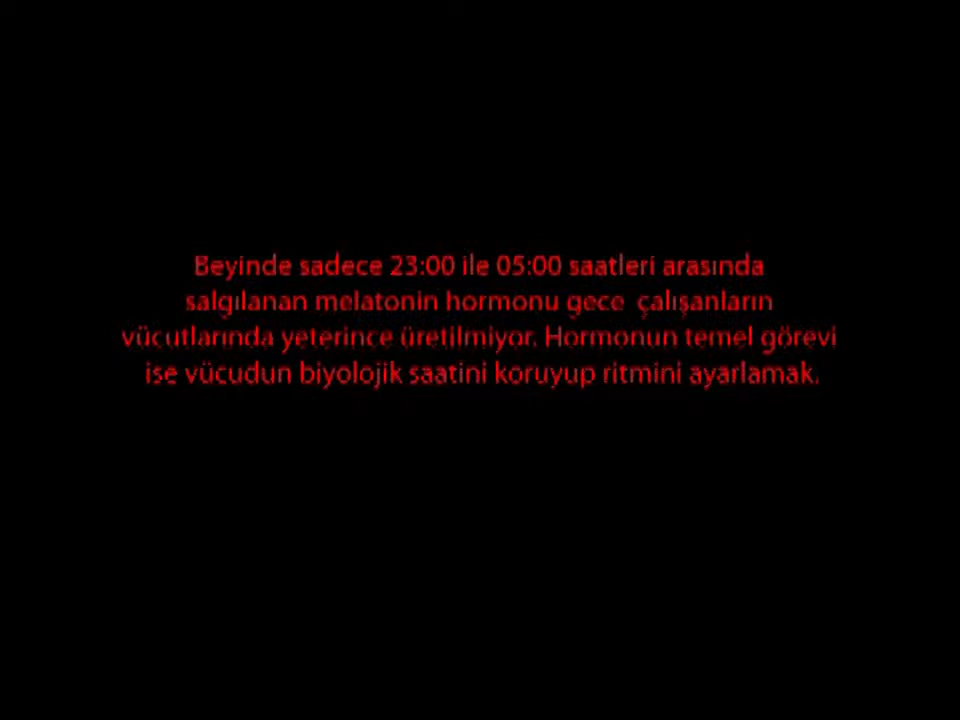 Beyinde sadece 23:00 ile 05:00 saatleri arasında
salgılanan melatonin hormonu gece çalışanların
vücutlarında yeterince üretilmiyor. Hormonun temel görevi
ise vücudun biyolojik saatini koruyup ritmini ayarlamak.